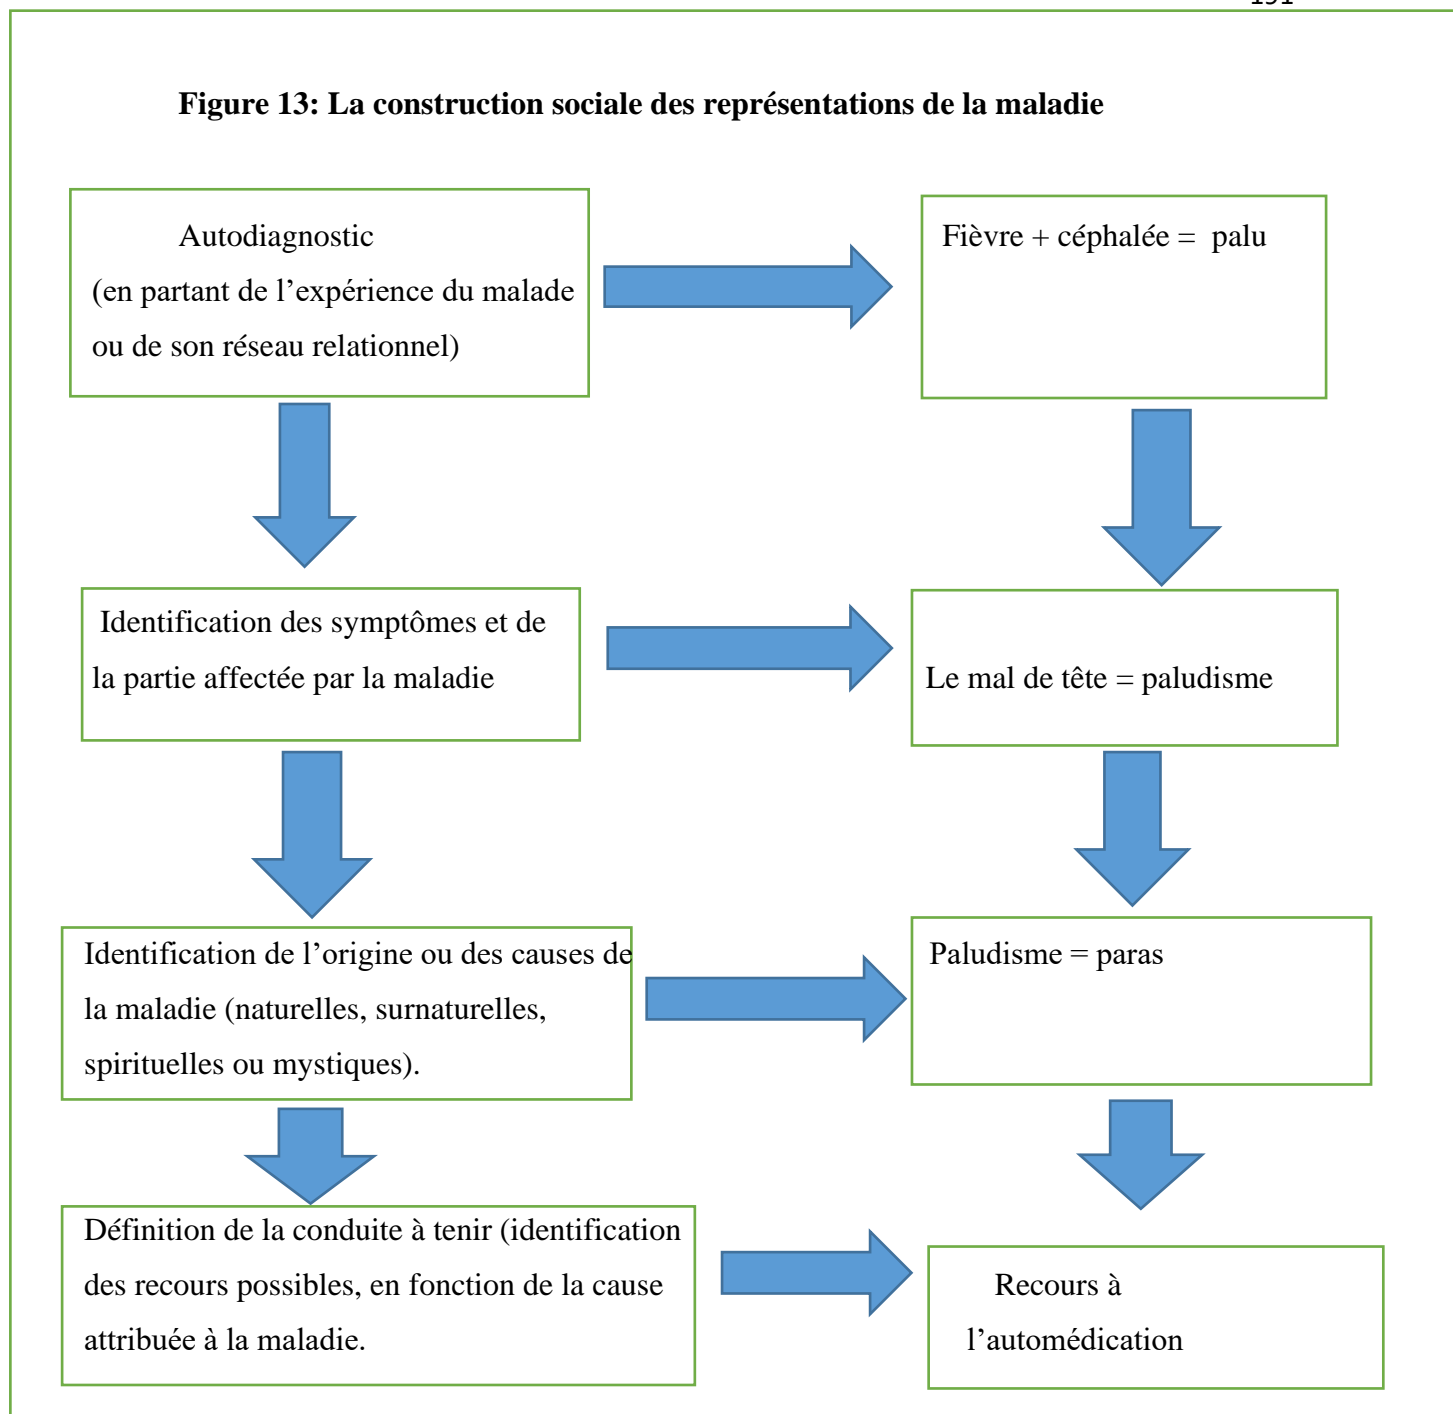 Figure 13: La construction sociale des représentations de la maladie
Autodiagnostic
(en partant de l’expérience du malade
ou de son réseau relationnel)
Fièvre + céphalée = palu
Identification des symptômes et de
la partie affectée par la maladie
Le mal de tête = paludisme
Identification de l’origine ou des causes de
la maladie (naturelles, surnaturelles,
spirituelles ou mystiques).
Paludisme = paras
Définition de la conduite à tenir (identification
des recours possibles, en fonction de la cause
attribuée à la maladie.
Recours à
l’automédication